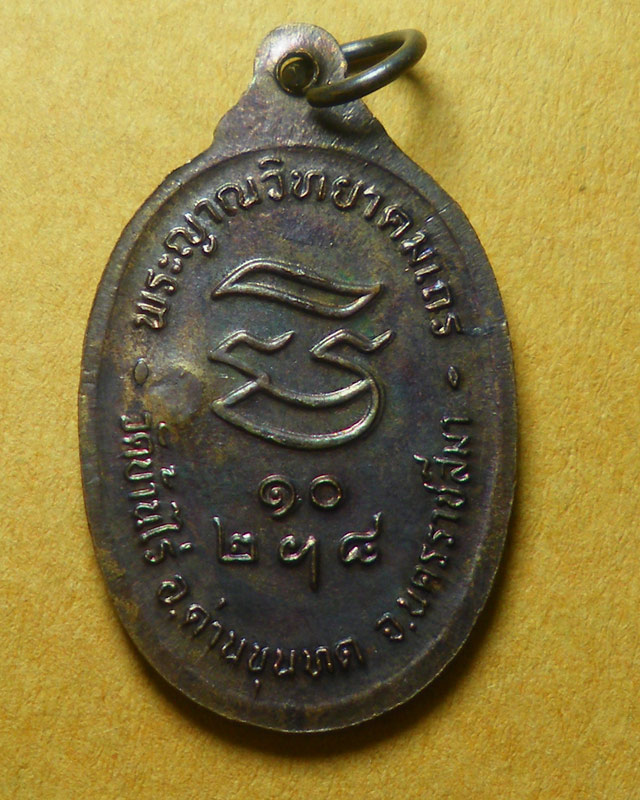 พระญาณวิทยาคมเถร
๑๐
๒ ๙ ๘
วัดบ้านไร่ อ.ด่านขุนทด จ.นครราชสีมา